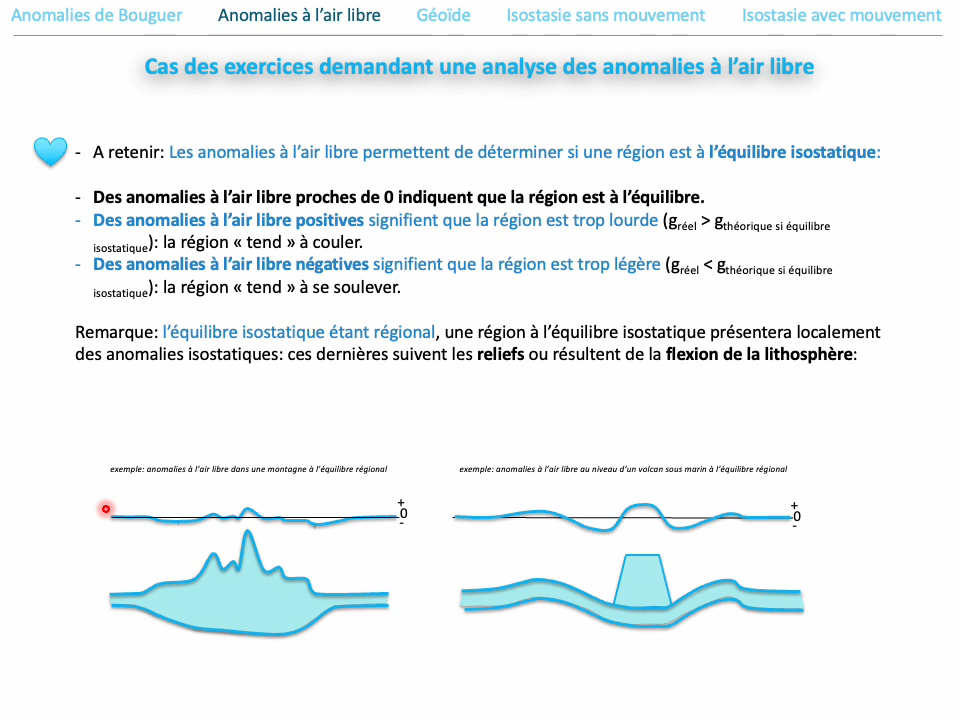 Anomalies de Bouguer Anomalies à l’air libre Géoïde Isostasie sans mouvement Isostasie avec mouvement
Cas des exercices demandant une analyse des anomalies à l’air libre
- A retenir: Les anomalies à l’air libre permettent de déterminer si une région est à l’équilibre isostatique:
- Des anomalies à l’air libre proches de 0 indiquent que la région est à l’équilibre.
- Des anomalies à l’air libre positives signifient que la région est trop lourde (gréel > gthéorique si équilibre
isostatique): la région « tend » à couler.
- Des anomalies à l’air libre négatives signifient que la région est trop légère (gréel < gthéorique si équilibre
isostatique): la région « tend » à se soulever.
Remarque: l’équilibre isostatique étant régional, une région à l’équilibre isostatique présentera localement
des anomalies isostatiques: ces dernières suivent les reliefs ou résultent de la flexion de la lithosphère:
exemple: anomalies à l’air libre dans une montagne à l’équilibre régional
+
0
-
exemple: anomalies à l’air libre au niveau d’un volcan sous marin à l’équilibre régional
+
0
-